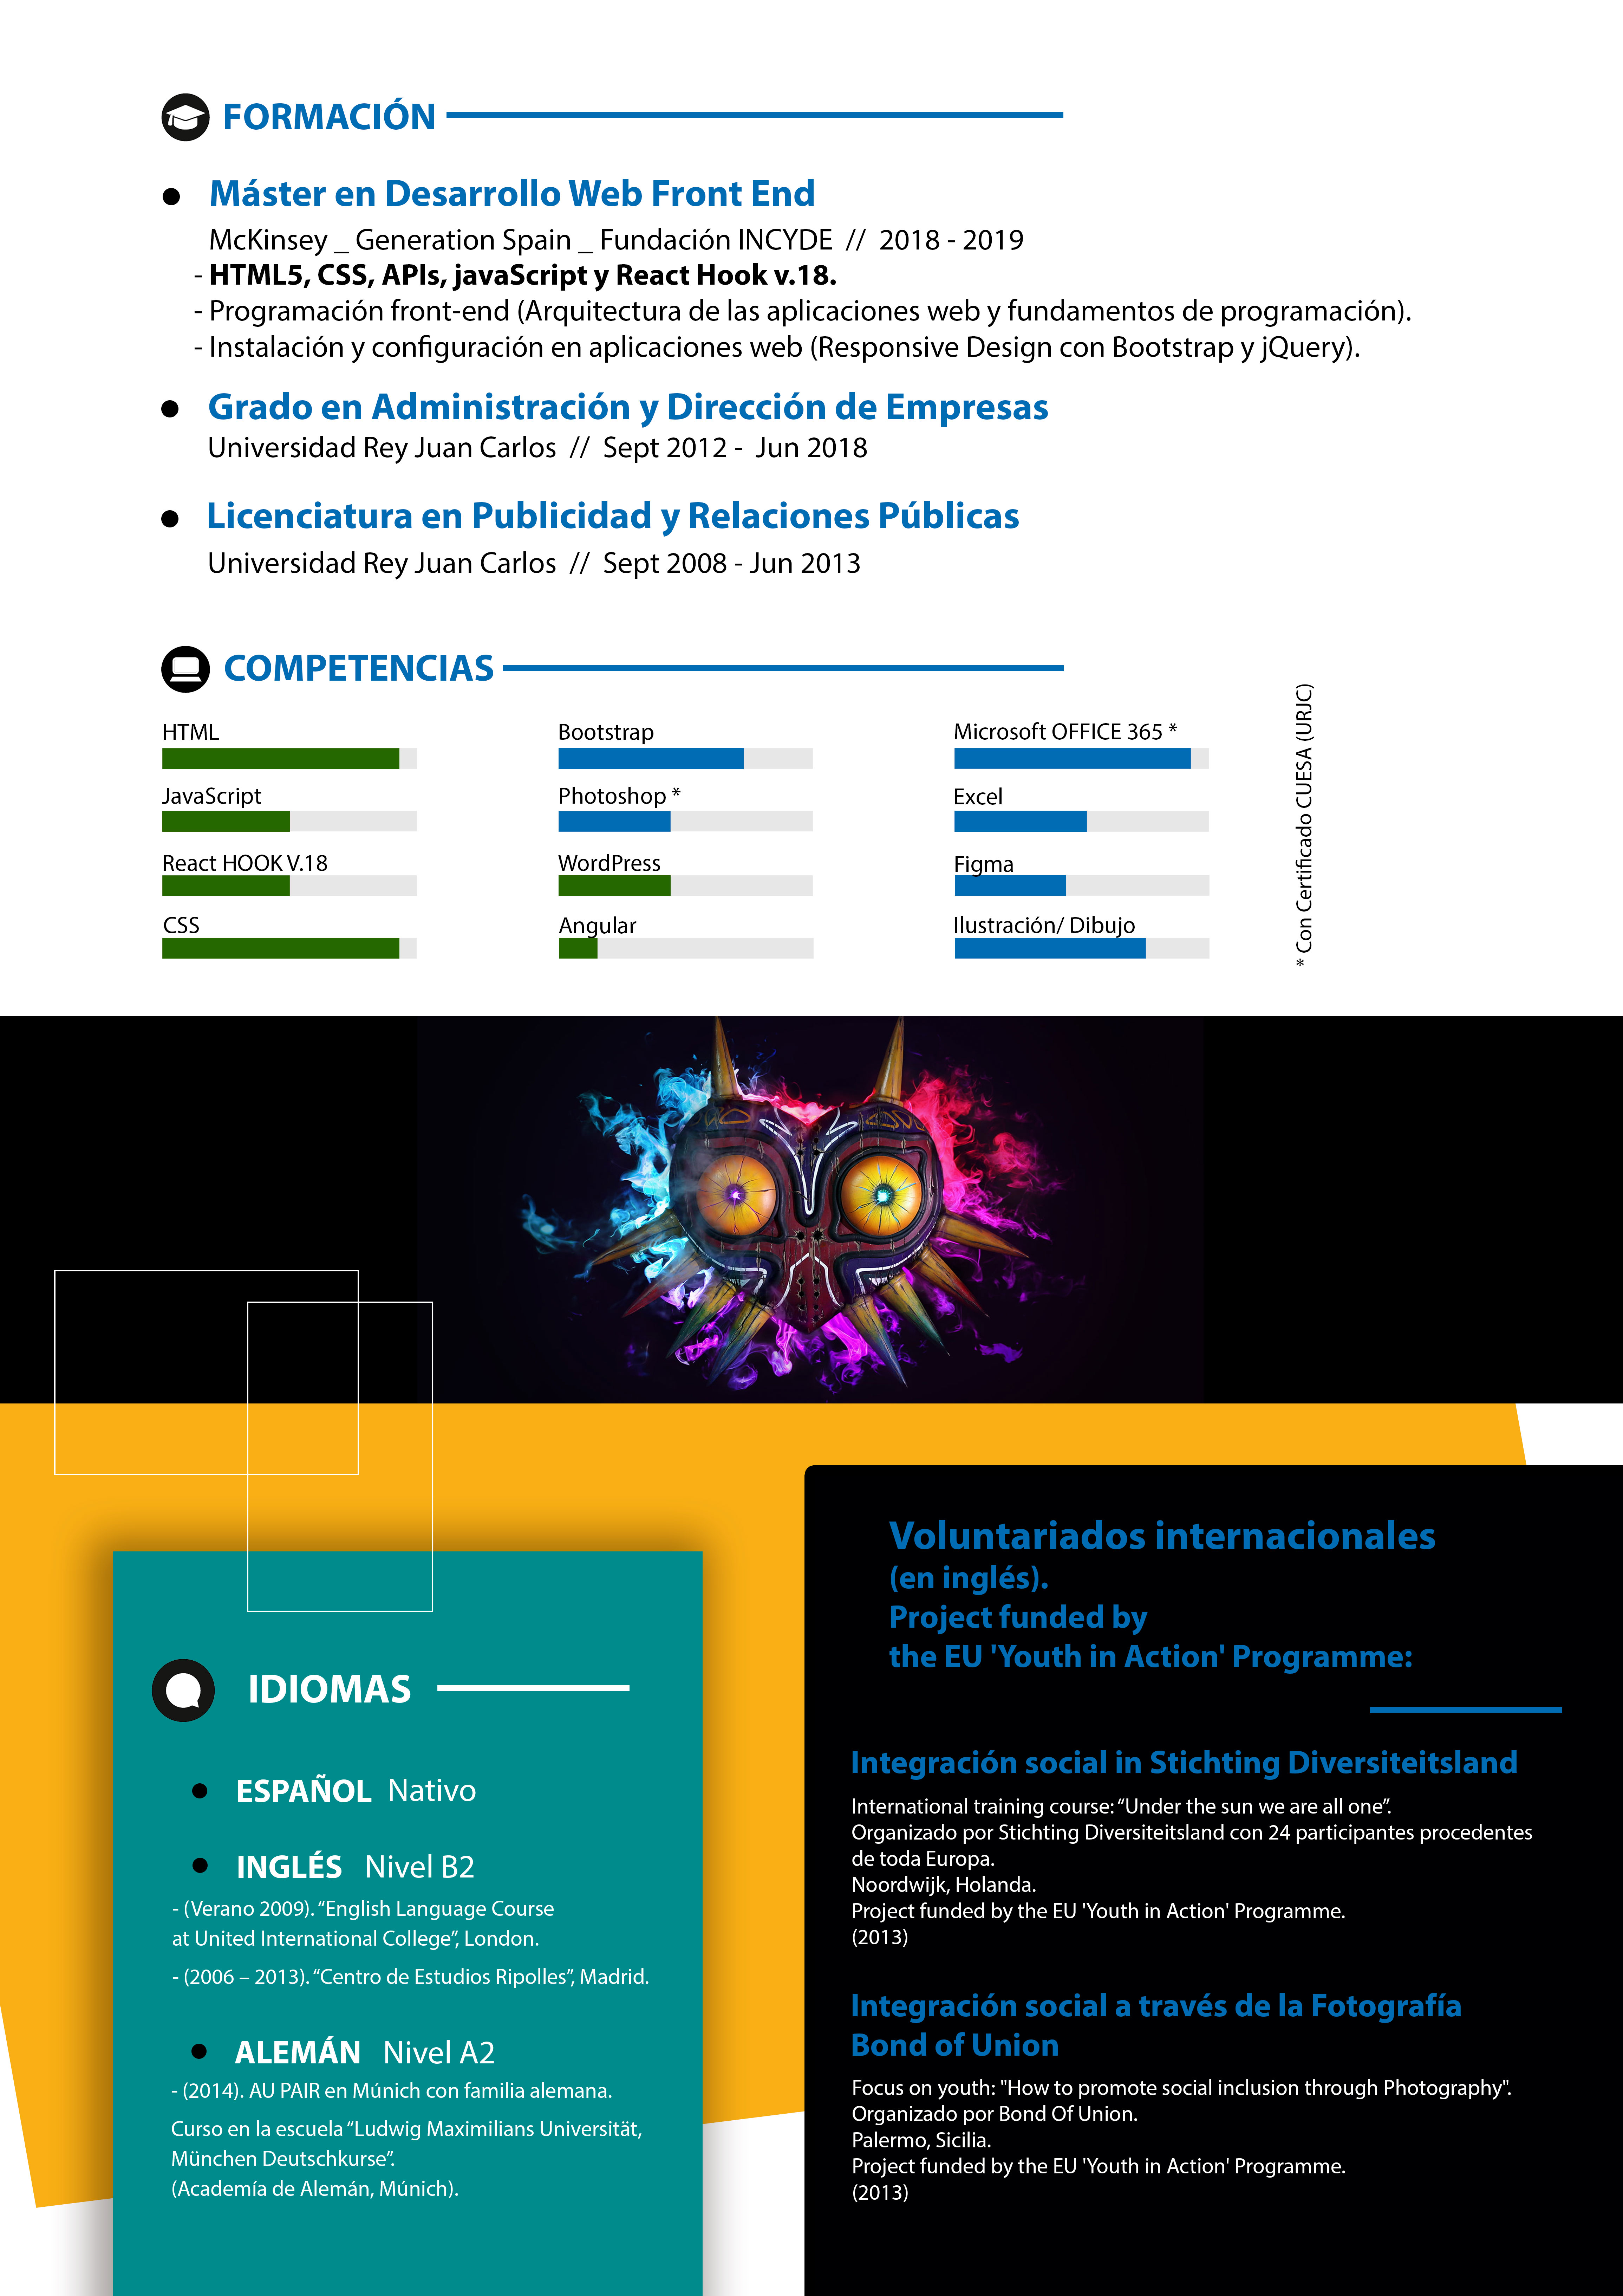 FORMACIÓN
Máster en Desarrollo Web Front End
McKinsey _ Generation Spain _ Fundación INCYDE // 2018 - 2019
- HTML5, CSS, APIs, javaScript y React Hook v.18.
- Programación front-end (Arquitectura de las aplicaciones web y fundamentos de programación).
- Instalación y configuración en aplicaciones web (Responsive Design con Bootstrap y jQuery).
Grado en Administración y Dirección de Empresas
Universidad Rey Juan Carlos // Sept 2012 - Jun 2018
Licenciatura en Publicidad y Relaciones Públicas
Universidad Rey Juan Carlos // Sept 2008 - Jun 2013
COMPETENCIAS
HTML
JavaScript
React HOOK V.18
CSS
Bootstrap
Photoshop *
WordPress
Angular
Microsoft OFFICE 365 *
Excel
Figma
Ilustración/ Dibujo
* Con Certificado CUESA (URJC)
IDIOMAS
ESPAÑOL Nativo
INGLÉS Nivel B2
- (Verano 2009). “English Language Course
at United International College”, London.
- (2006 – 2013). “Centro de Estudios Ripolles”, Madrid.
ALEMÁN Nivel A2
- (2014). AU PAIR en Múnich con familia alemana.
Curso en la escuela “Ludwig Maximilians Universität,
München Deutschkurse”.
(Academía de Alemán, Múnich).
Voluntariados internacionales
(en inglés).
Project funded by
the EU 'Youth in Action' Programme:
Integración social in Stichting Diversiteitsland
International training course: “Under the sun we are all one”.
Organizado por Stichting Diversiteitsland con 24 participantes procedentes
de toda Europa.
Noordwijk, Holanda.
Project funded by the EU 'Youth in Action' Programme.
(2013)
Integración social a través de la Fotografía
Bond of Union
Focus on youth: "How to promote social inclusion through Photography".
Organizado por Bond Of Union.
Palermo, Sicilia.
Project funded by the EU 'Youth in Action' Programme.
(2013)